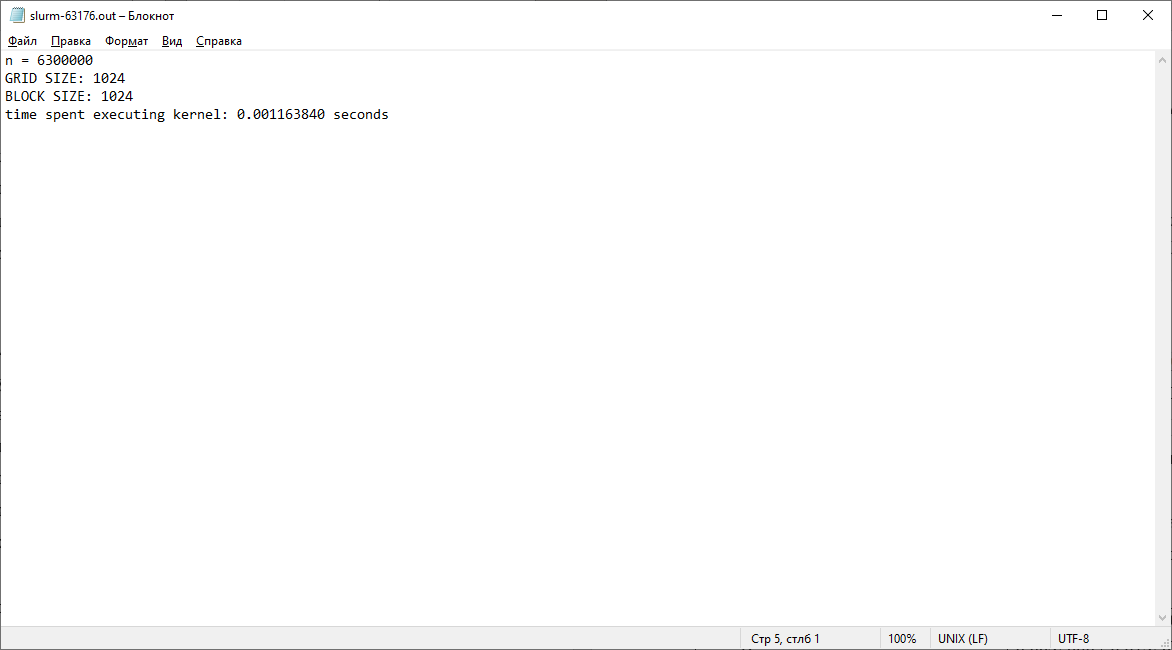 slurm-63176.out – Блокнот
Файл Правка Формат Вид Справка
n = 6300000
GRID SIZE: 1024
BLOCK SIZE: 1024
time spent executing kernel: 0.001163840 seconds
Стр 5, стлб 1 100% UNIX (LF) UTF-8